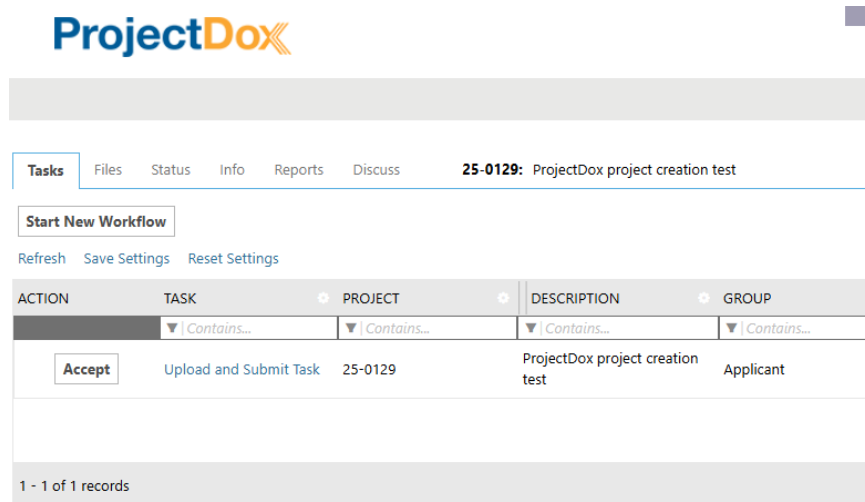 ProjectDox
Tasks Files Status Info Reports Discuss 25-0129: ProjectDox project creation test
Start New Workflow
Refresh Save Settings Reset Settings
ACTION TASK PROJECT DESCRIPTION GROUP
Contains... Contains... Contains... Contains...
Accept Upload and Submit Task 25-0129 ProjectDox project creation test Applicant
1 - 1 of 1 records